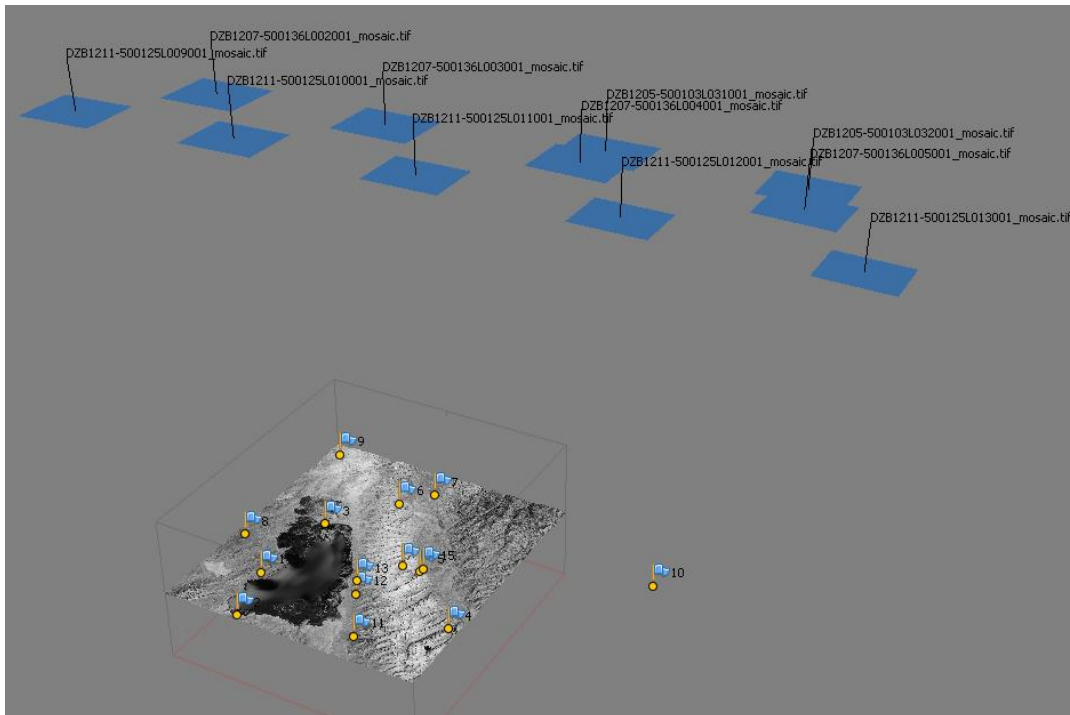 DZB1207-500136L002001_mosaic.tif
DZB1211-500125L009001_mosaic.tif
DZB1207-500136L003001_mosaic.tif
DZB1211-500125L010001_mosaic.tif
DZB1205-500103L031001_mosaic.tif
DZB1207-500136L004001_mosaic.tif
DZB1211-500125L011001_mosaic.tif
DZB1205-500103L032001_mosaic.tif
DZB1207-500136L005001_mosaic.tif
DZB1211-500125L012001_mosaic.tif
DZB1211-500125L013001_mosaic.tif
9
7
6
3
8
15
13
10
12
4
11